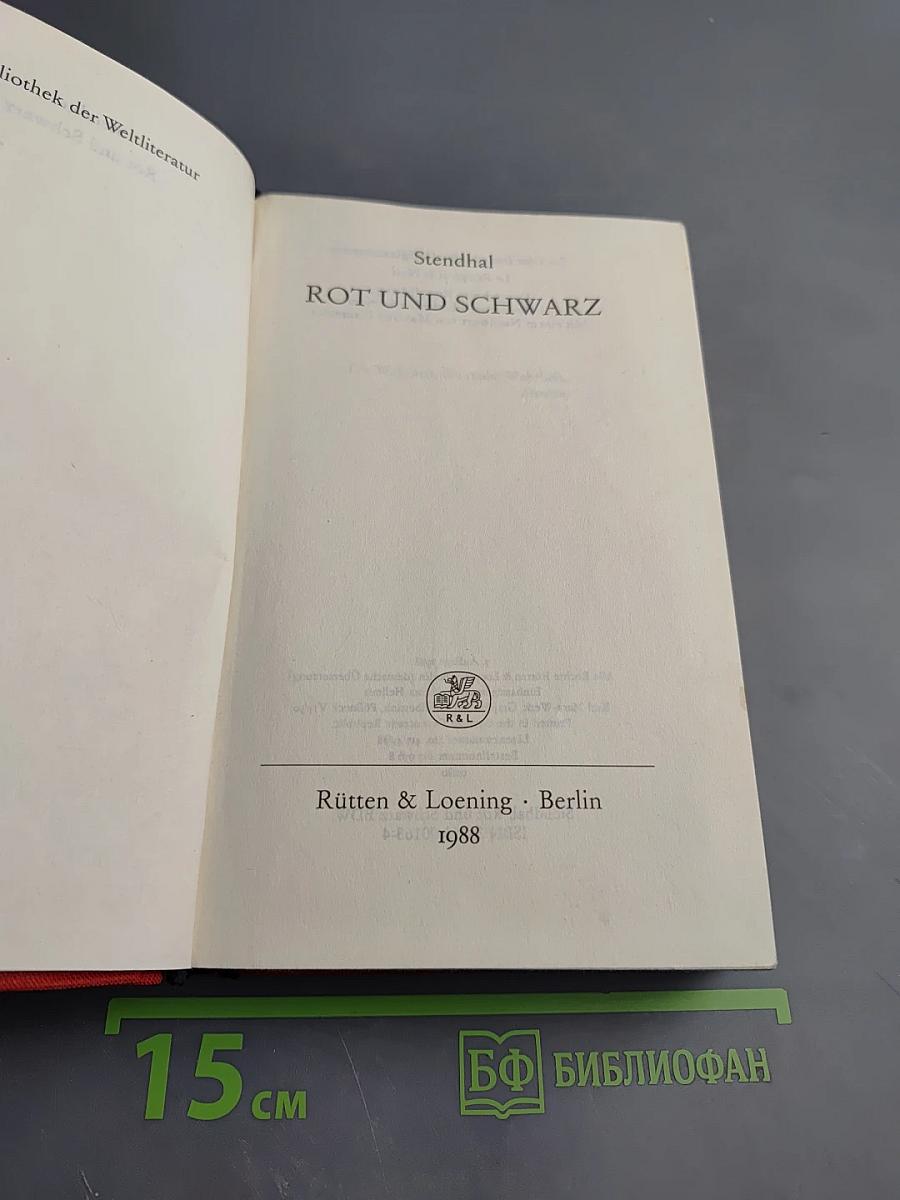 liothek der Weltliteratur
Stendhal
ROT UND SCHWARZ
R & L
Rütten & Loening · Berlin
1988
15 см
БФ БИБЛИОФАН